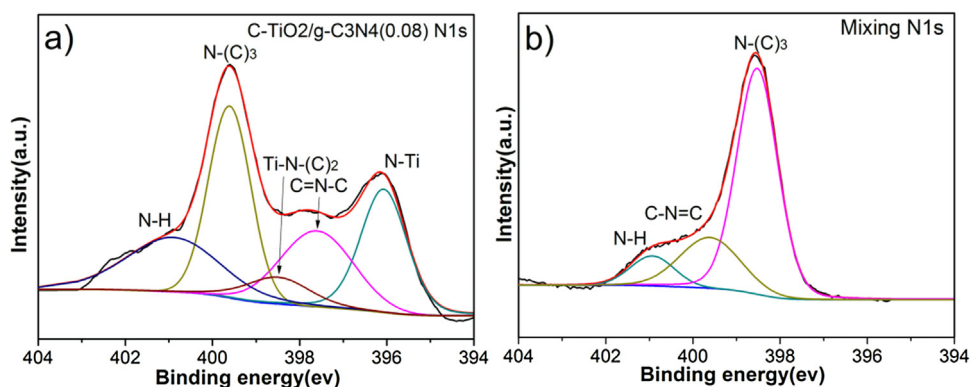 a)
C-TiO2/g-C3N4(0.08) N1s
N-(C)3
Ti-N-(C)2
C=N-C
N-Ti
N-H
Intensity(a.u.)
404 402 400 398 396 394
Binding energy(ev)
b)
Mixing N1s
N-(C)3
C-N=C
N-H
Intensity(a.u.)
404 402 400 398 396 394
Binding energy(ev)